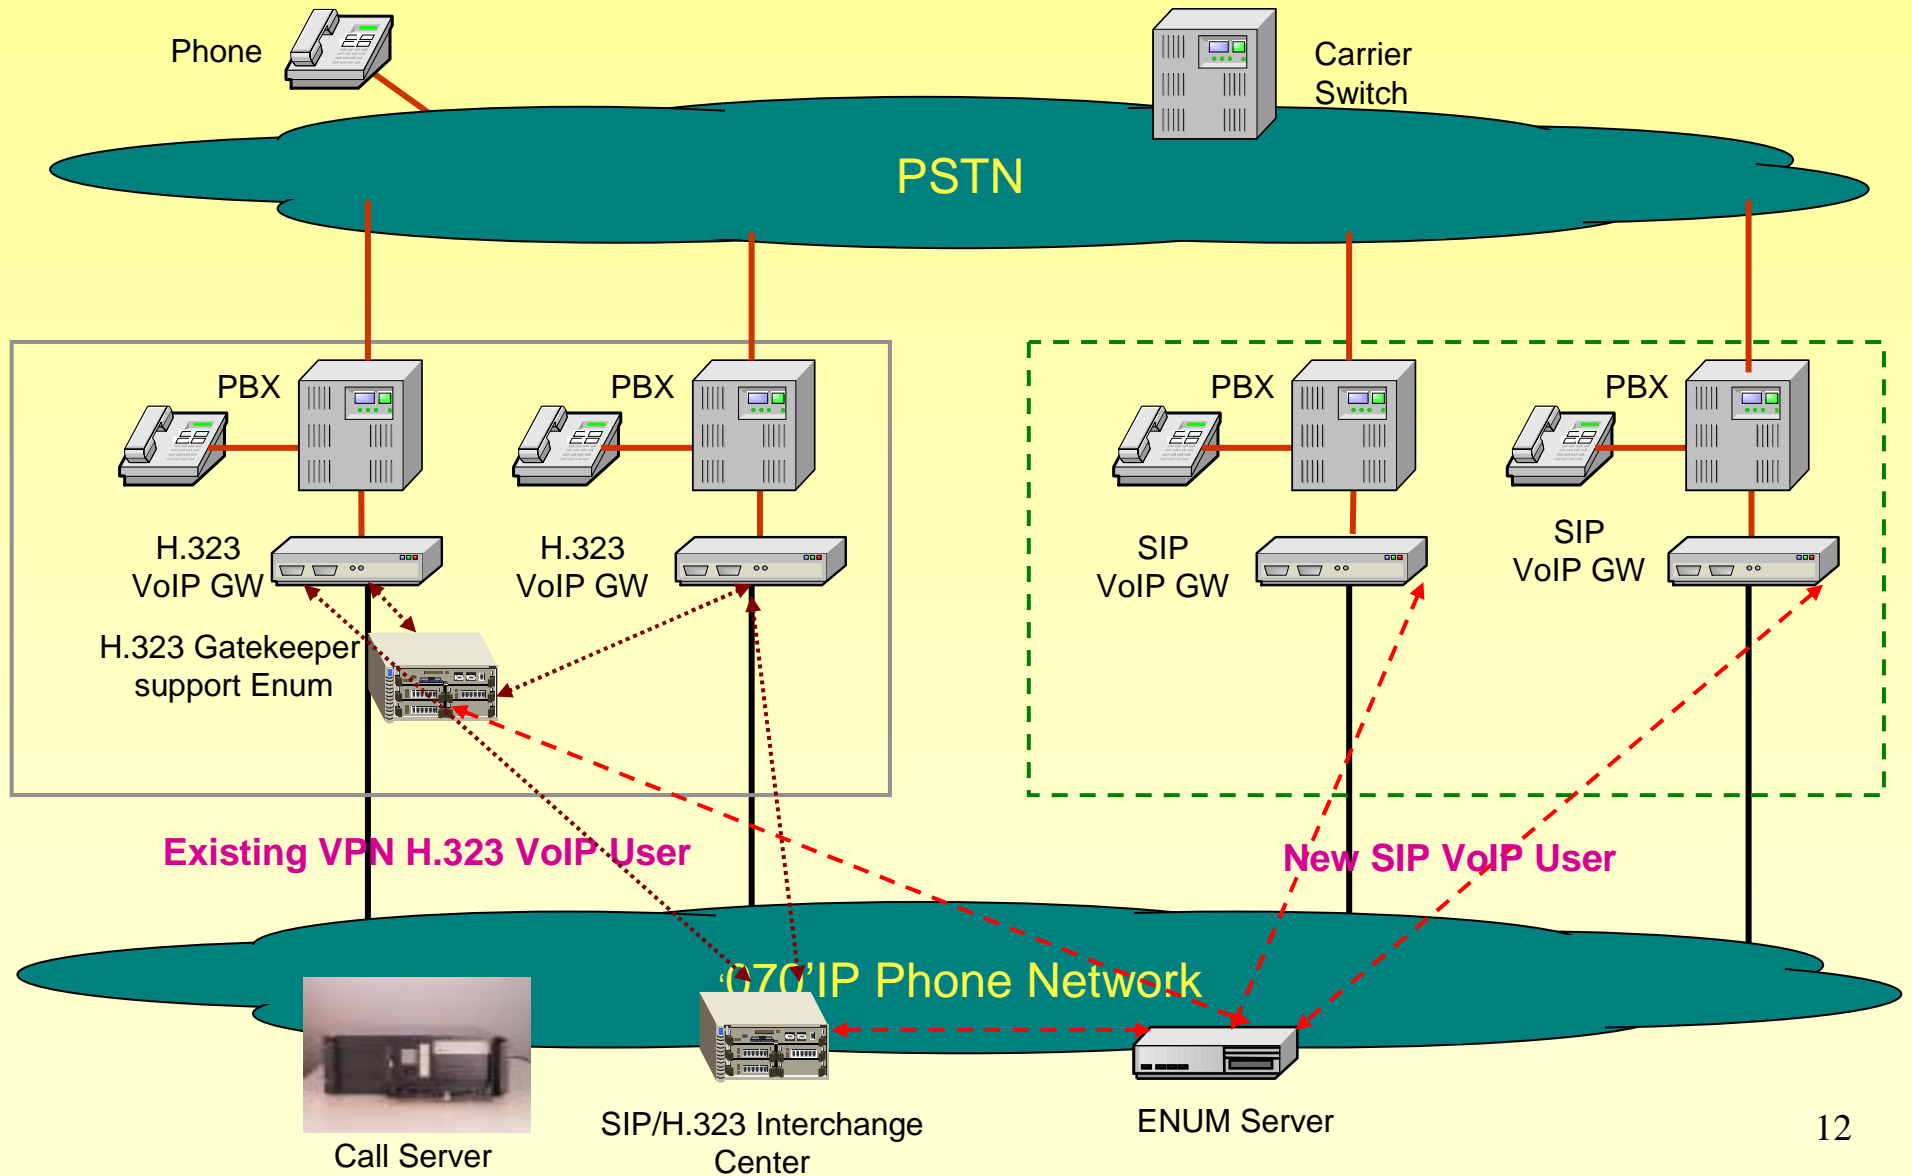 Phone
Carrier
Switch
PSTN
PBX
PBX
PBX
PBX
H.323
VoIP GW
H.323
VoIP GW
SIP
VoIP GW
SIP
VoIP GW
H.323 Gatekeeper
support Enum
Existing VPN H.323 VoIP User
New SIP VoIP User
‘070’IP Phone Network
Call Server
SIP/H.323 Interchange
Center
ENUM Server
12